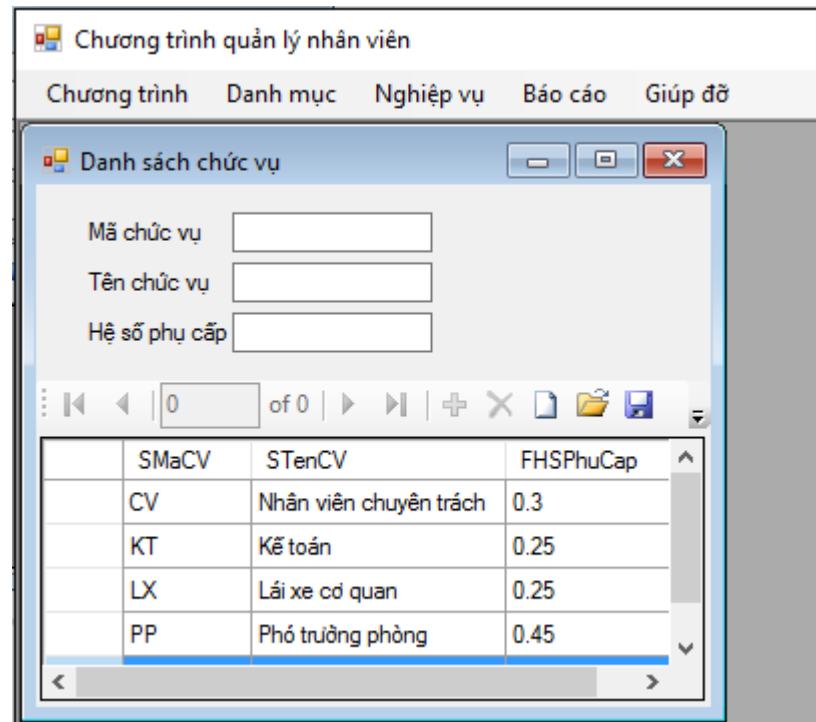 Chương trình quản lý nhân viên
Chương trình Danh mục Nghiệp vụ Báo cáo Giúp đỡ
Danh sách chức vụ
Mã chức vụ
Tên chức vụ
Hệ số phụ cấp
0 of 0
SMaCV STenCV FHSPhuCap
CV Nhân viên chuyên trách 0.3
KT Kế toán 0.25
LX Lái xe cơ quan 0.25
PP Phó trưởng phòng 0.45